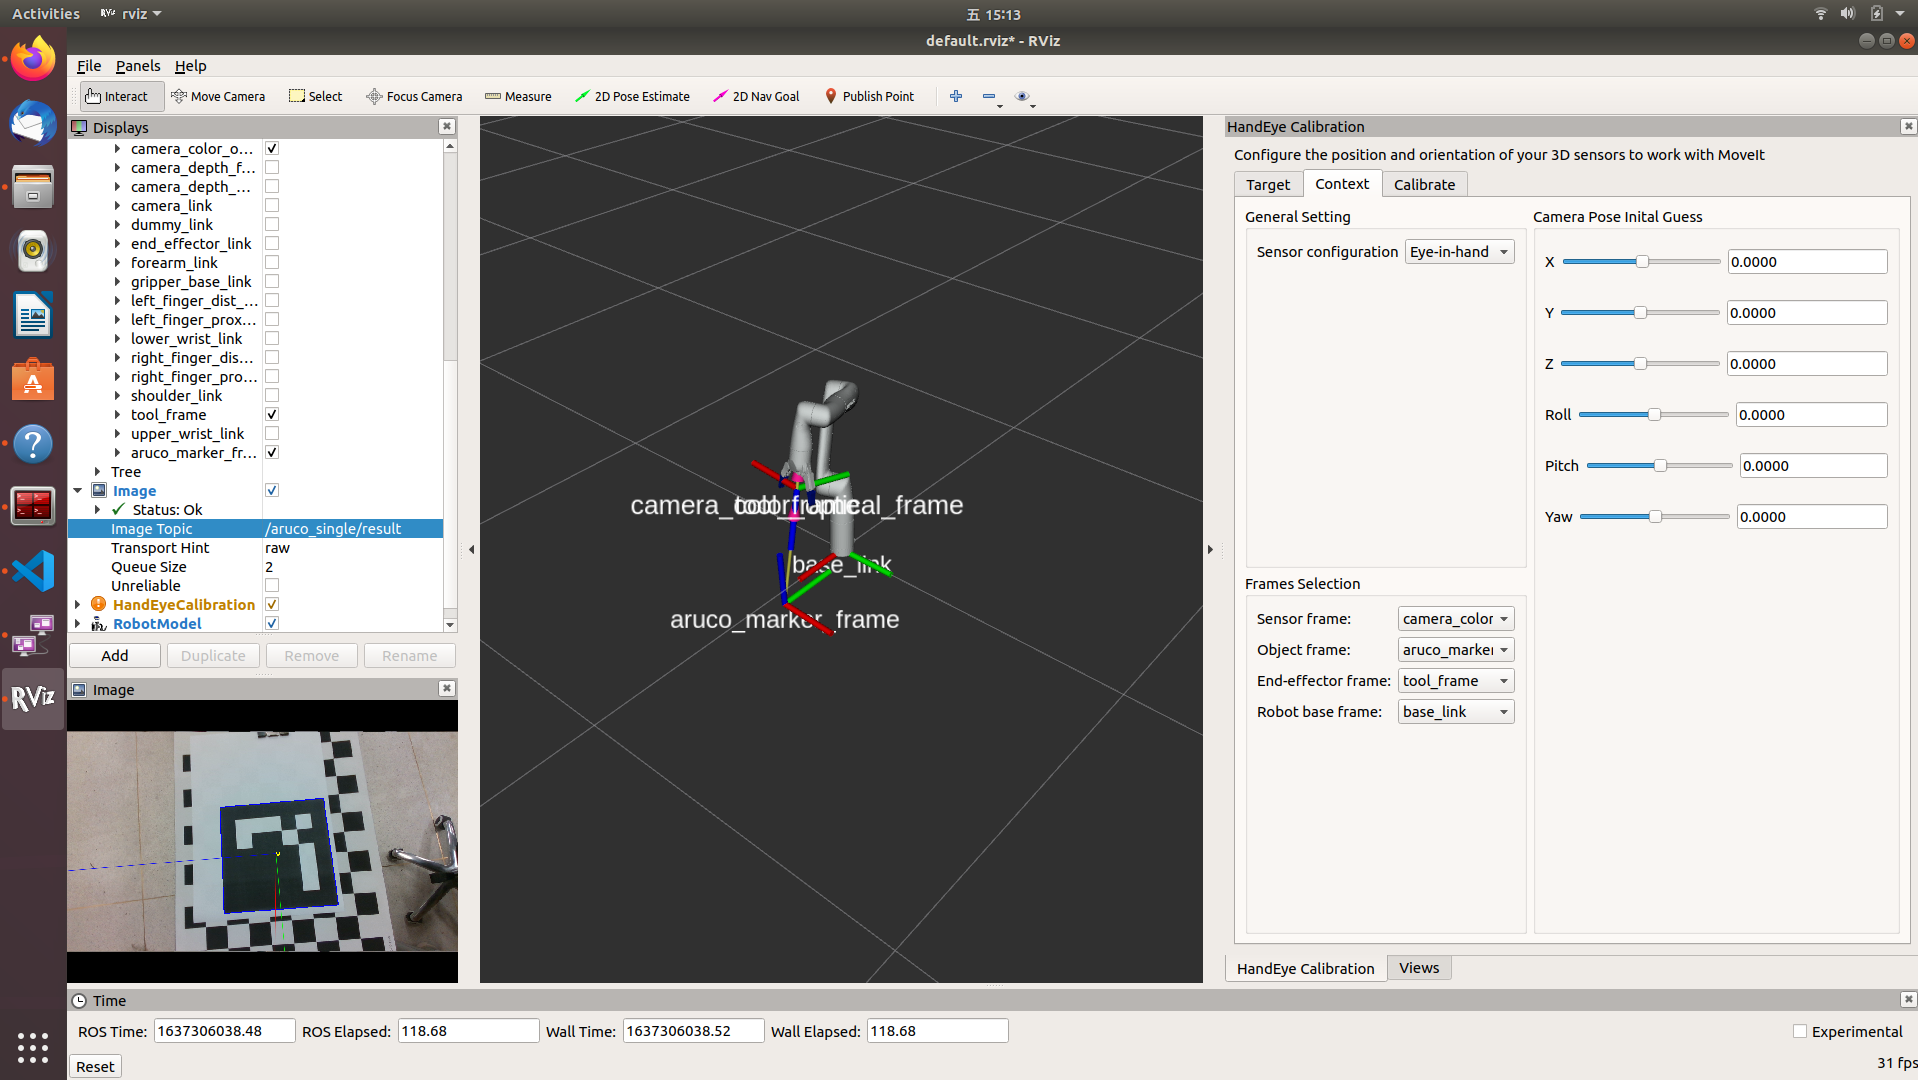 Activities
RViz rviz
五 15:13
default.rviz* - RViz
File Panels Help
Interact Move Camera Select Focus Camera Measure 2D Pose Estimate 2D Nav Goal Publish Point
Displays
camera_color_o...
camera_depth_f...
camera_depth_...
camera_link
dummy_link
end_effector_link
forearm_link
gripper_base_link
left_finger_dist_...
left_finger_prox...
lower_wrist_link
right_finger_dis...
right_finger_pro...
shoulder_link
tool_frame
upper_wrist_link
aruco_marker_fr...
Tree
Image
Status: Ok
Image Topic /aruco_single/result
Transport Hint raw
Queue Size 2
Unreliable
HandEyeCalibration
RobotModel
Add Duplicate Remove Rename
Image
RViz
base_link
aruco_marker_frame
HandEye Calibration
Configure the position and orientation of your 3D sensors to work with MoveIt
Target Context Calibrate
General Setting
Sensor configuration Eye-in-hand
Camera Pose Inital Guess
X 0.0000
Y 0.0000
Z 0.0000
Roll 0.0000
Pitch 0.0000
Yaw 0.0000
Frames Selection
Sensor frame: camera_color
Object frame: aruco_marker
End-effector frame: tool_frame
Robot base frame: base_link
HandEye Calibration Views
Time
ROS Time: 1637306038.48 ROS Elapsed: 118.68 Wall Time: 1637306038.52 Wall Elapsed: 118.68 Experimental
Reset 31 fps